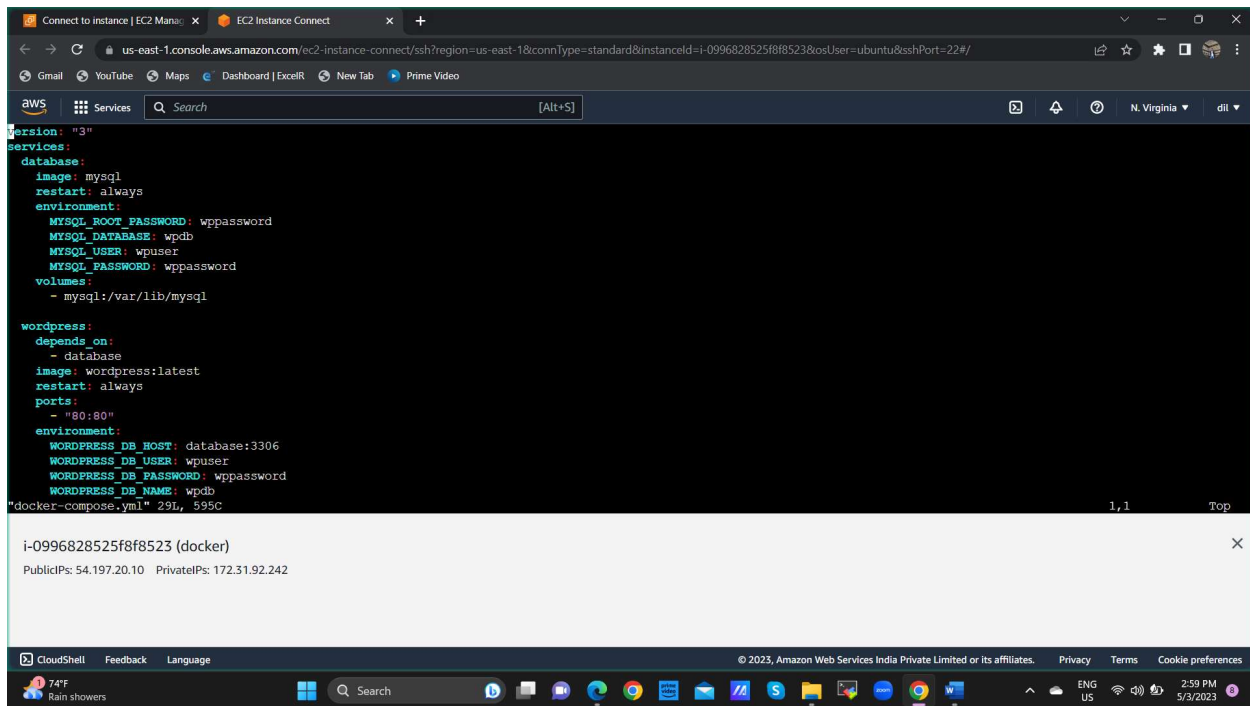 Connect to instance | EC2 Manag
EC2 Instance Connect
us-east-1.console.aws.amazon.com/ec2-instance-connect/ssh?region=us-east-1&connType=standard&instanceId=i-0996828525f8f8523&osUser=ubuntu&sshPort=22#/
Gmail YouTube Maps Dashboard | ExcelR New Tab Prime Video
aws Services Search [Alt+S] N. Virginia dil
version: "3"
services:
  database:
    image: mysql
    restart: always
    environment:
      MYSQL_ROOT_PASSWORD: wppassword
      MYSQL_DATABASE: wpdb
      MYSQL_USER: wpuser
      MYSQL_PASSWORD: wppassword
    volumes:
      - mysql:/var/lib/mysql
  wordpress:
    depends_on:
      - database
    image: wordpress:latest
    restart: always
    ports:
      - "80:80"
    environment:
      WORDPRESS_DB_HOST: database:3306
      WORDPRESS_DB_USER: wpuser
      WORDPRESS_DB_PASSWORD: wppassword
      WORDPRESS_DB_NAME: wpdb
"docker-compose.yml" 29L, 595C 1,1 Top
i-0996828525f8f8523 (docker)
PublicIPs: 54.197.20.10 PrivateIPs: 172.31.92.242
CloudShell Feedback Language © 2023, Amazon Web Services India Private Limited or its affiliates. Privacy Terms Cookie preferences
1 74°F
Rain showers
Search
prime video
zoom
ENG
US
2:59 PM
5/3/2023
8